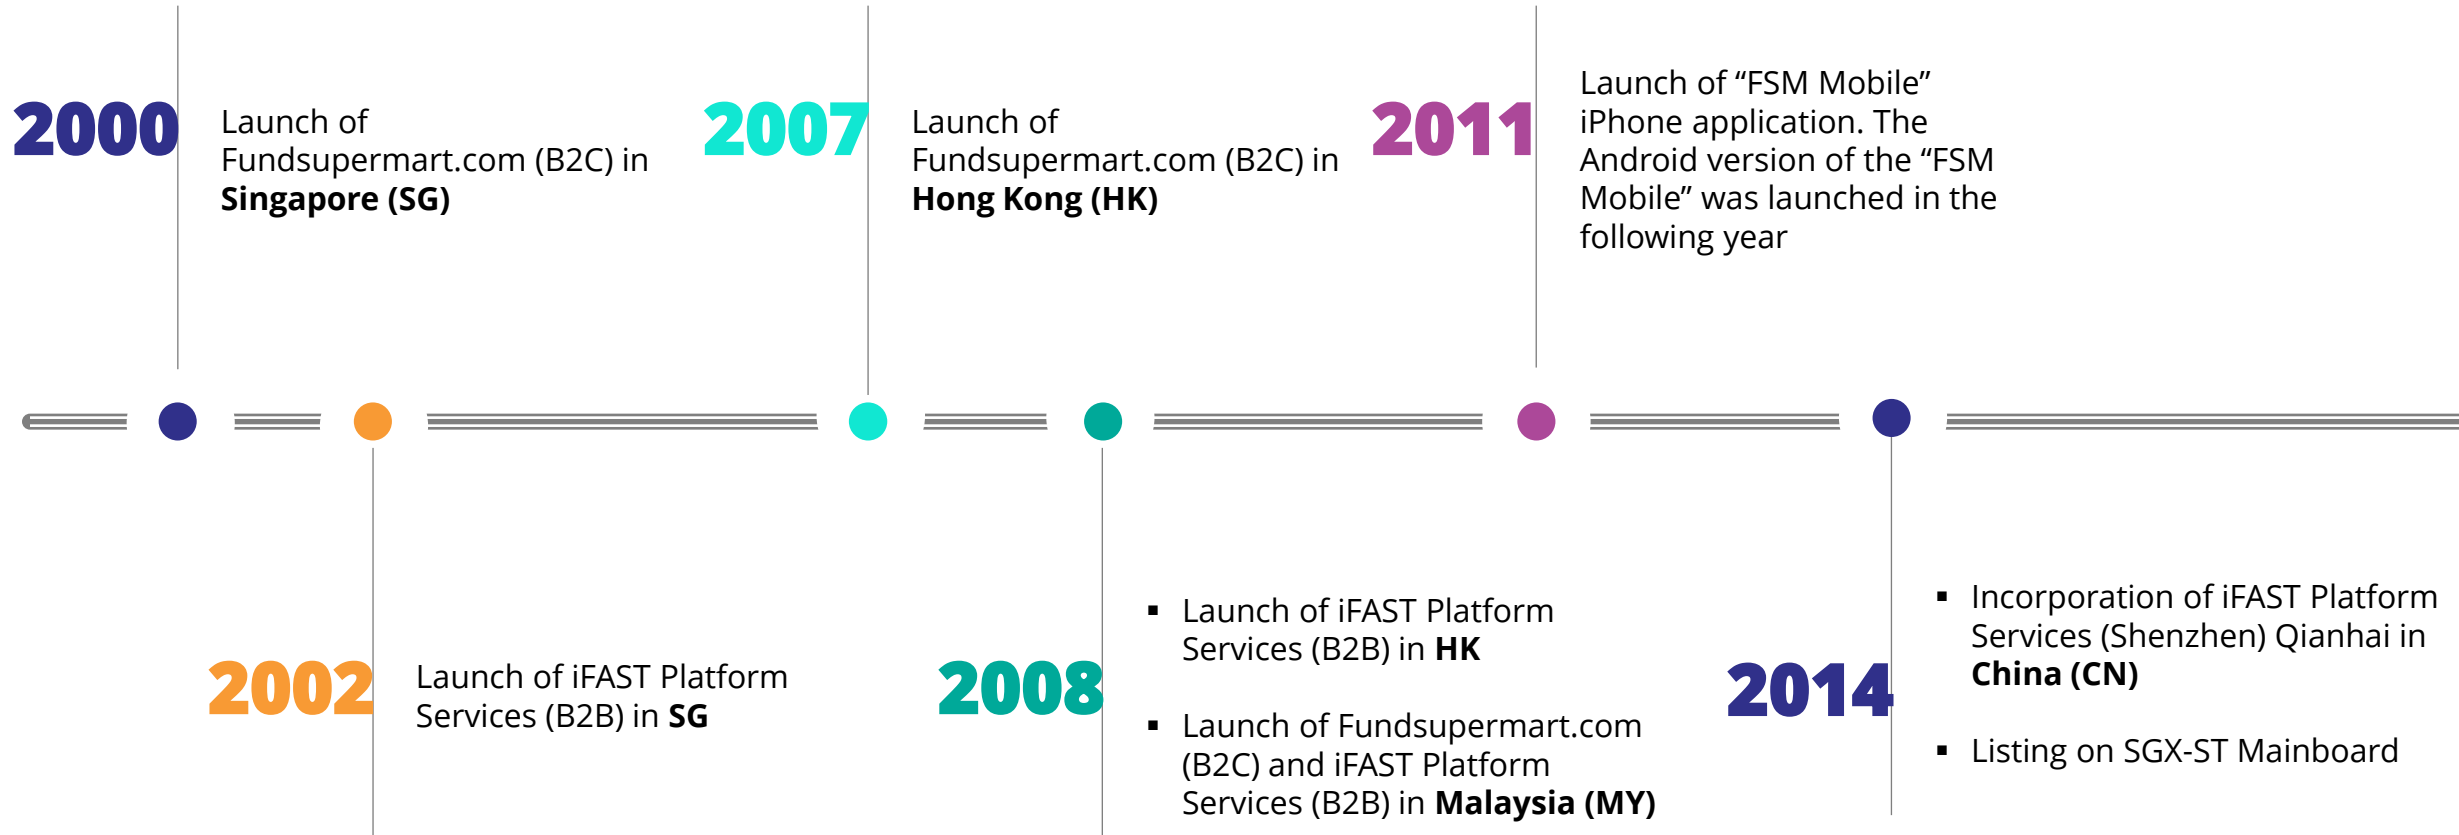 2000
Launch of
Fundsupermart.com (B2C) in
Singapore (SG)
2007
Launch of
Fundsupermart.com (B2C) in
Hong Kong (HK)
2011
Launch of “FSM Mobile”
iPhone application. The
Android version of the “FSM
Mobile” was launched in the
following year
2002
Launch of iFAST Platform
Services (B2B) in SG
2008
▪ Launch of iFAST Platform
Services (B2B) in HK
▪ Launch of Fundsupermart.com
(B2C) and iFAST Platform
Services (B2B) in Malaysia (MY)
2014
▪ Incorporation of iFAST Platform
Services (Shenzhen) Qianhai in
China (CN)
▪ Listing on SGX-ST Mainboard